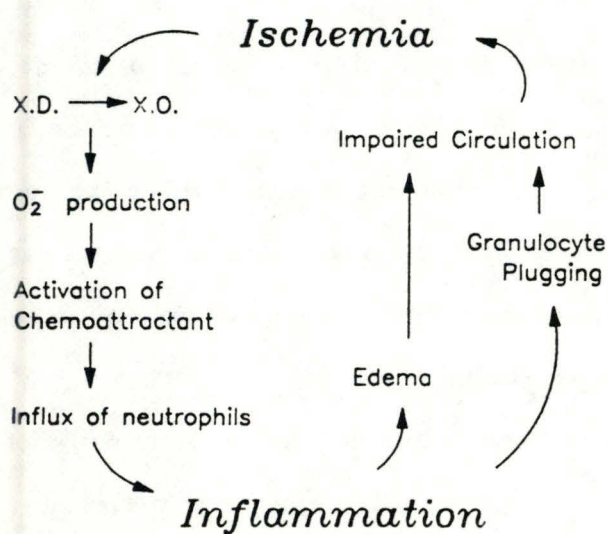 Ischemia
X.D. → X.O.
O₂⁻ production
Activation of
Chemoattractant
Influx of neutrophils
Inflammation
Edema
Granulocyte
Plugging
Impaired Circulation